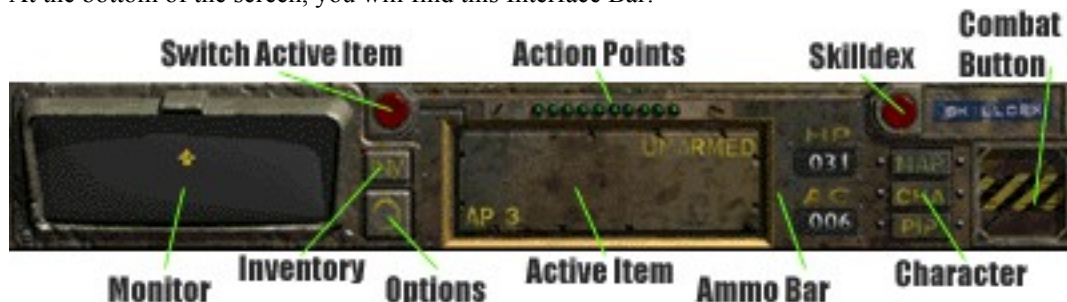 At the bottom of the screen, you will find this Interface Bar.
Combat
Button
Switch Active Item
Action Points
Skilldex
SKILLDEX
UNARMED
HP
INV
031
MAP
AC
CHA
AP 3
006
PIP
Monitor
Inventory
Options
Active Item
Ammo Bar
Character